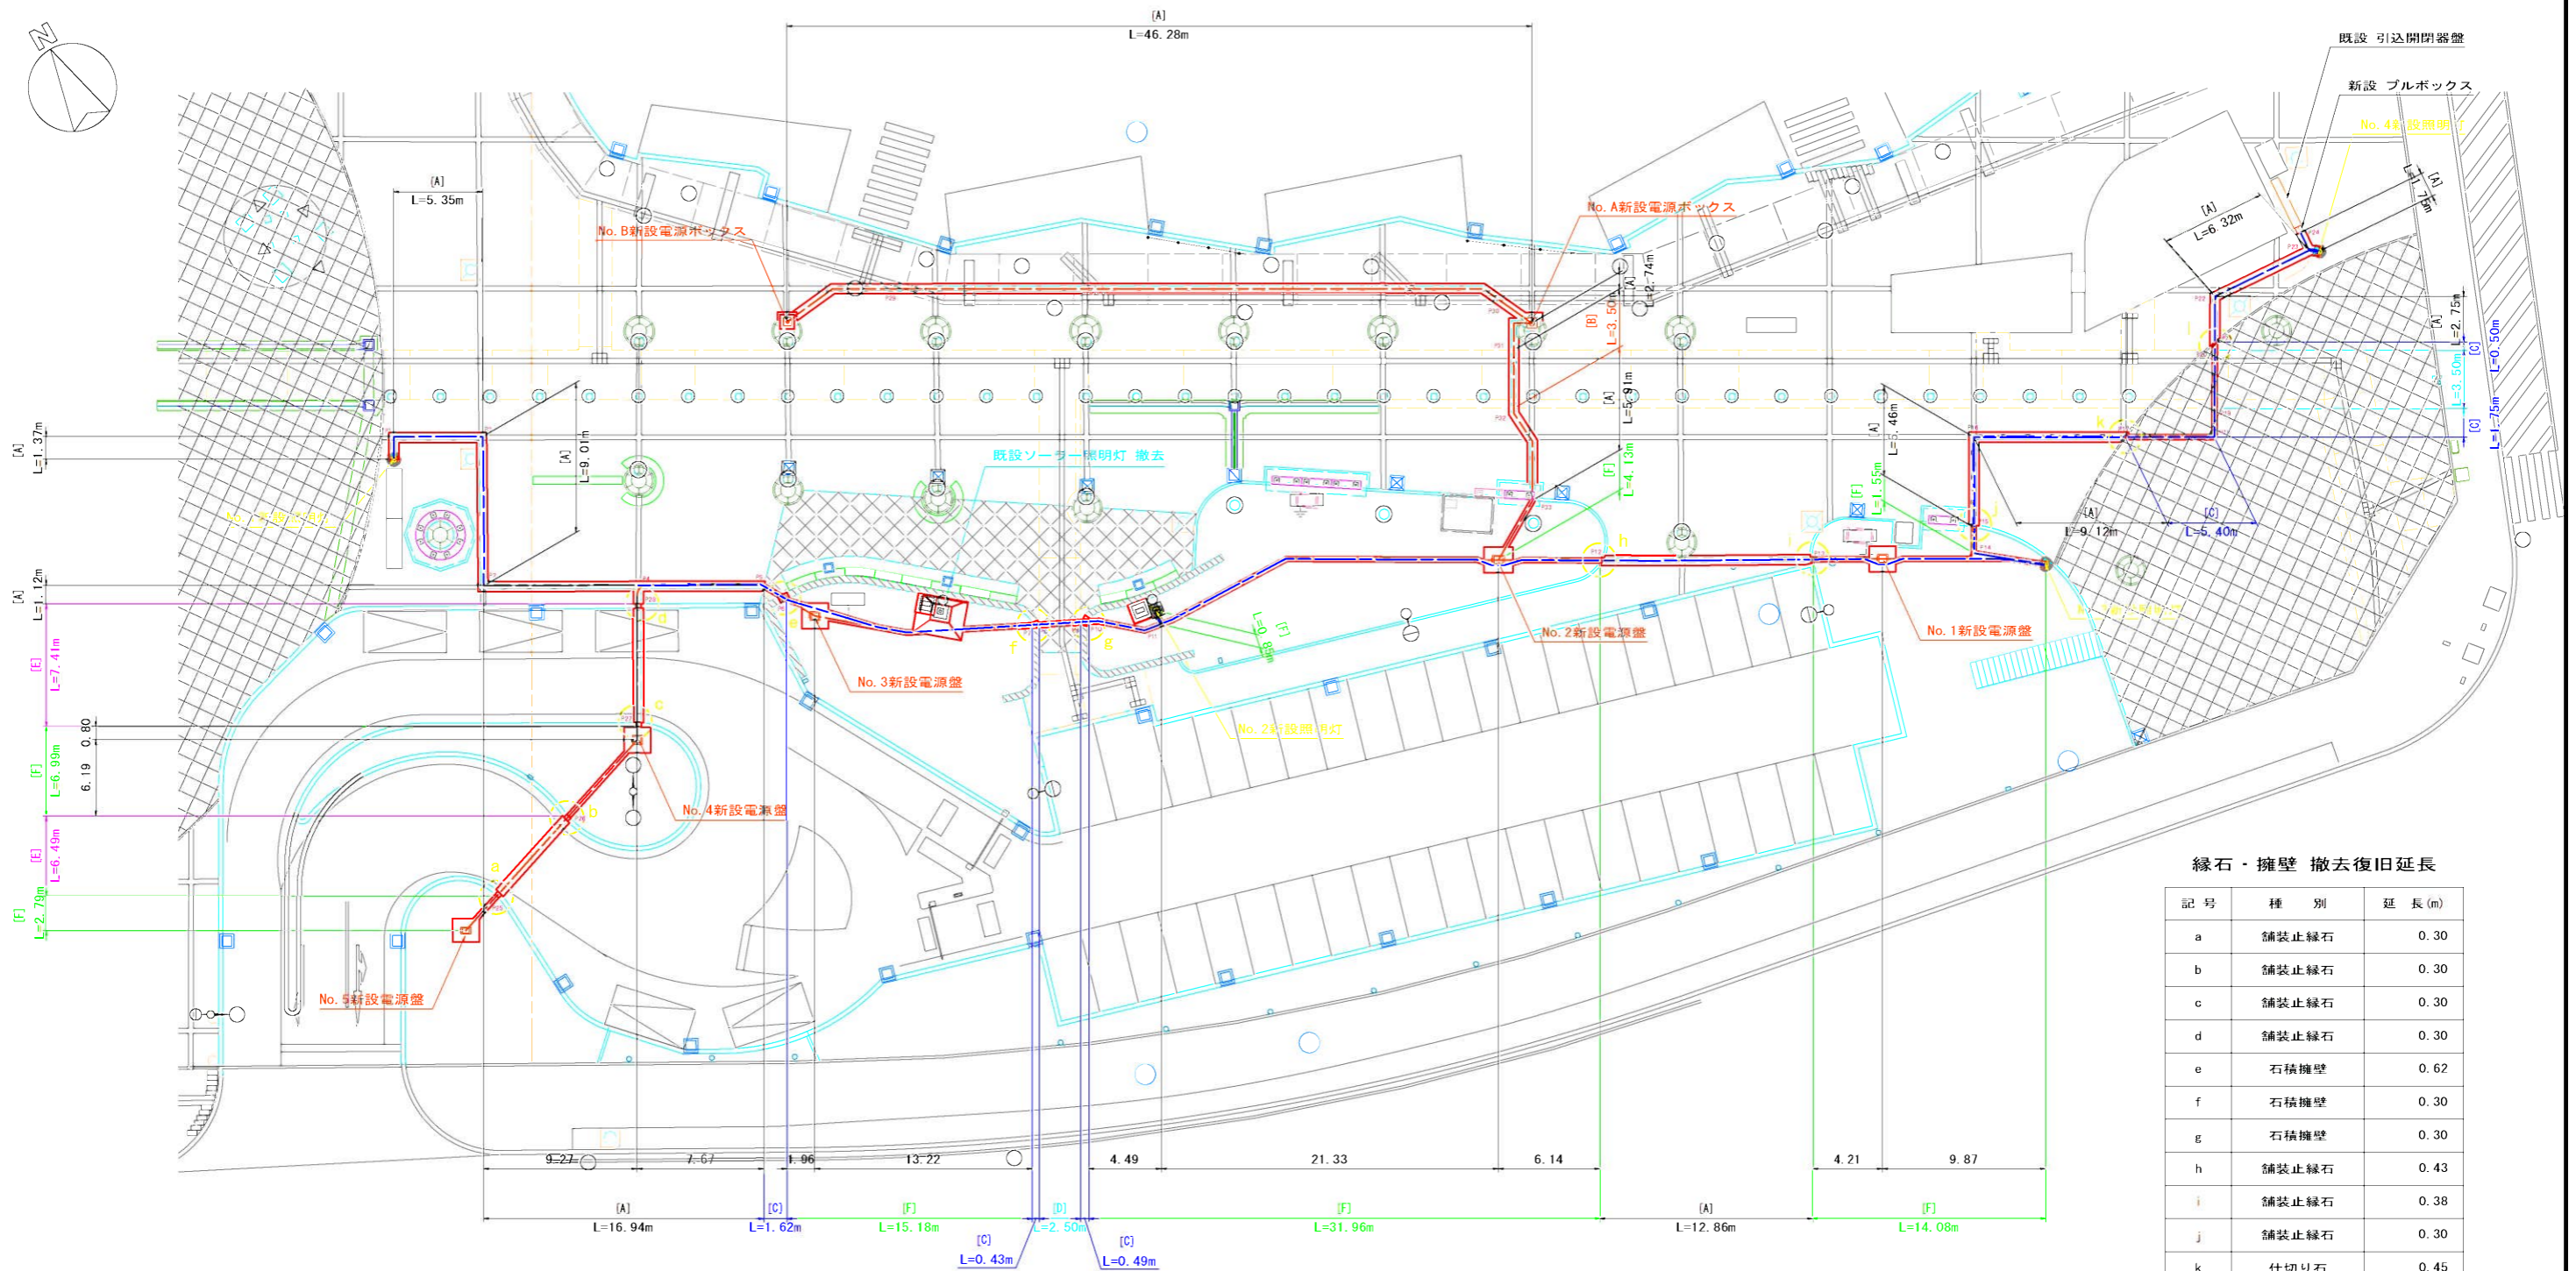 N
[A]
L=46.28m
既設 引込開閉器盤
新設 プルボックス
No.4新設照明灯
[A]
L=1.75m
[A]
L=6.32m
[A]
L=5.35m
No.B新設電源ボックス
No.A新設電源ボックス
[A]
L=2.74m
[B]
L=3.50m
[A]
L=5.91m
[F]
L=4.13m
[A]
L=2.75m
[C]
L=0.50m
L=3.50m
[C]
L=1.75m
[A]
L=5.46m
[F]
L=1.55m
[A]
L=9.12m
[C]
L=5.40m
k
j
i
h
[A]
L=1.37m
[A]
L=9.01m
既設ソーラー照明灯 撤去
[A]
L=1.12m
[E]
L=7.41m
0.80
6.19
[F]
L=6.99m
[E]
L=6.49m
[F]
L=2.79m
a
b
c
d
e
f
g
[F]
L=0.85m
No.3新設電源盤
No.2新設電源盤
No.1新設電源盤
No.2新設照明灯
No.4新設電源盤
No.5新設電源盤
9.27
7.67
1.96
13.22
4.49
21.33
6.14
4.21
9.87
[A]
L=16.94m
[C]
L=1.62m
[F]
L=15.18m
[D]
L=2.50m
[F]
L=31.96m
[A]
L=12.86m
[F]
L=14.08m
[C]
L=0.43m
[C]
L=0.49m
縁石・擁壁 撤去復旧延長
記 号 種 別 延 長(m)
a 舗装止縁石 0.30
b 舗装止縁石 0.30
c 舗装止縁石 0.30
d 舗装止縁石 0.30
e 石積擁壁 0.62
f 石積擁壁 0.30
g 石積擁壁 0.30
h 舗装止縁石 0.43
i 舗装止縁石 0.38
j 舗装止縁石 0.30
k 仕切り石 0.45